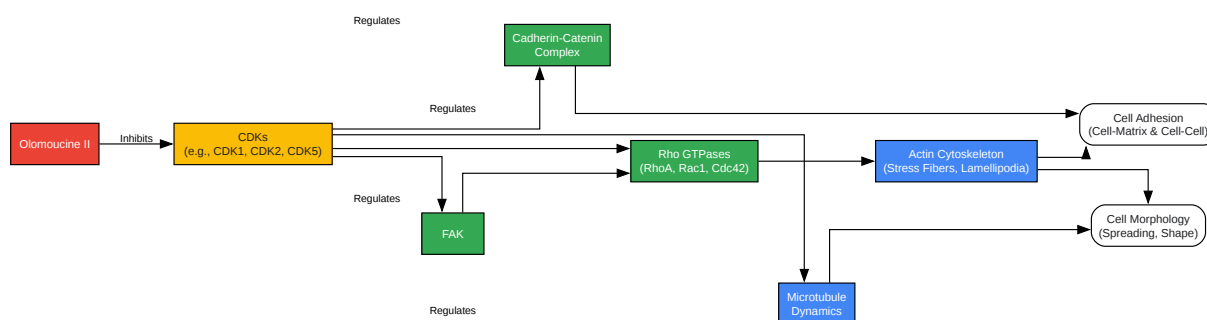 Regulates
Cadherin-Catenin
Complex
Regulates
Olomoucine II
Inhibits
CDKs
(e.g., CDK1, CDK2, CDK5)
Rho GTPases
(RhoA, Rac1, Cdc42)
Actin Cytoskeleton
(Stress Fibers, Lamellipodia)
Cell Adhesion
(Cell-Matrix & Cell-Cell)
Regulates
FAK
Cell Morphology
(Spreading, Shape)
Regulates
Microtubule
Dynamics